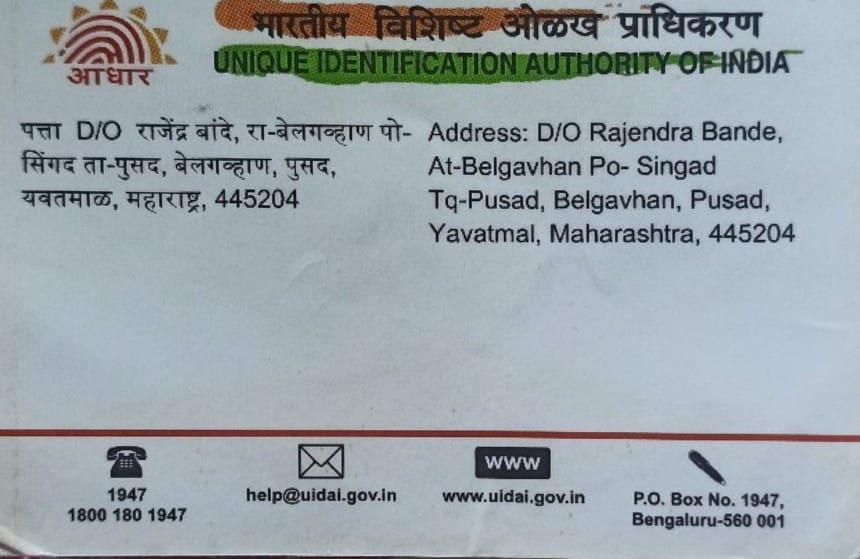 आधार
भारतीय विशिष्ट ओळख प्राधिकरण
UNIQUE IDENTIFICATION AUTHORITY OF INDIA
पत्ता D/O राजेंद्र बांदे, रा-बेलगव्हाण पो-
सिंगद ता-पुसद, बेलगव्हाण, पुसद,
यवतमाळ, महाराष्ट्र, 445204
Address: D/O Rajendra Bande,
At-Belgavhan Po- Singad
Tq-Pusad, Belgavhan, Pusad,
Yavatmal, Maharashtra, 445204
1947
1800 180 1947
help@uidai.gov.in
www
www.uidai.gov.in
P.O. Box No. 1947,
Bengaluru-560 001